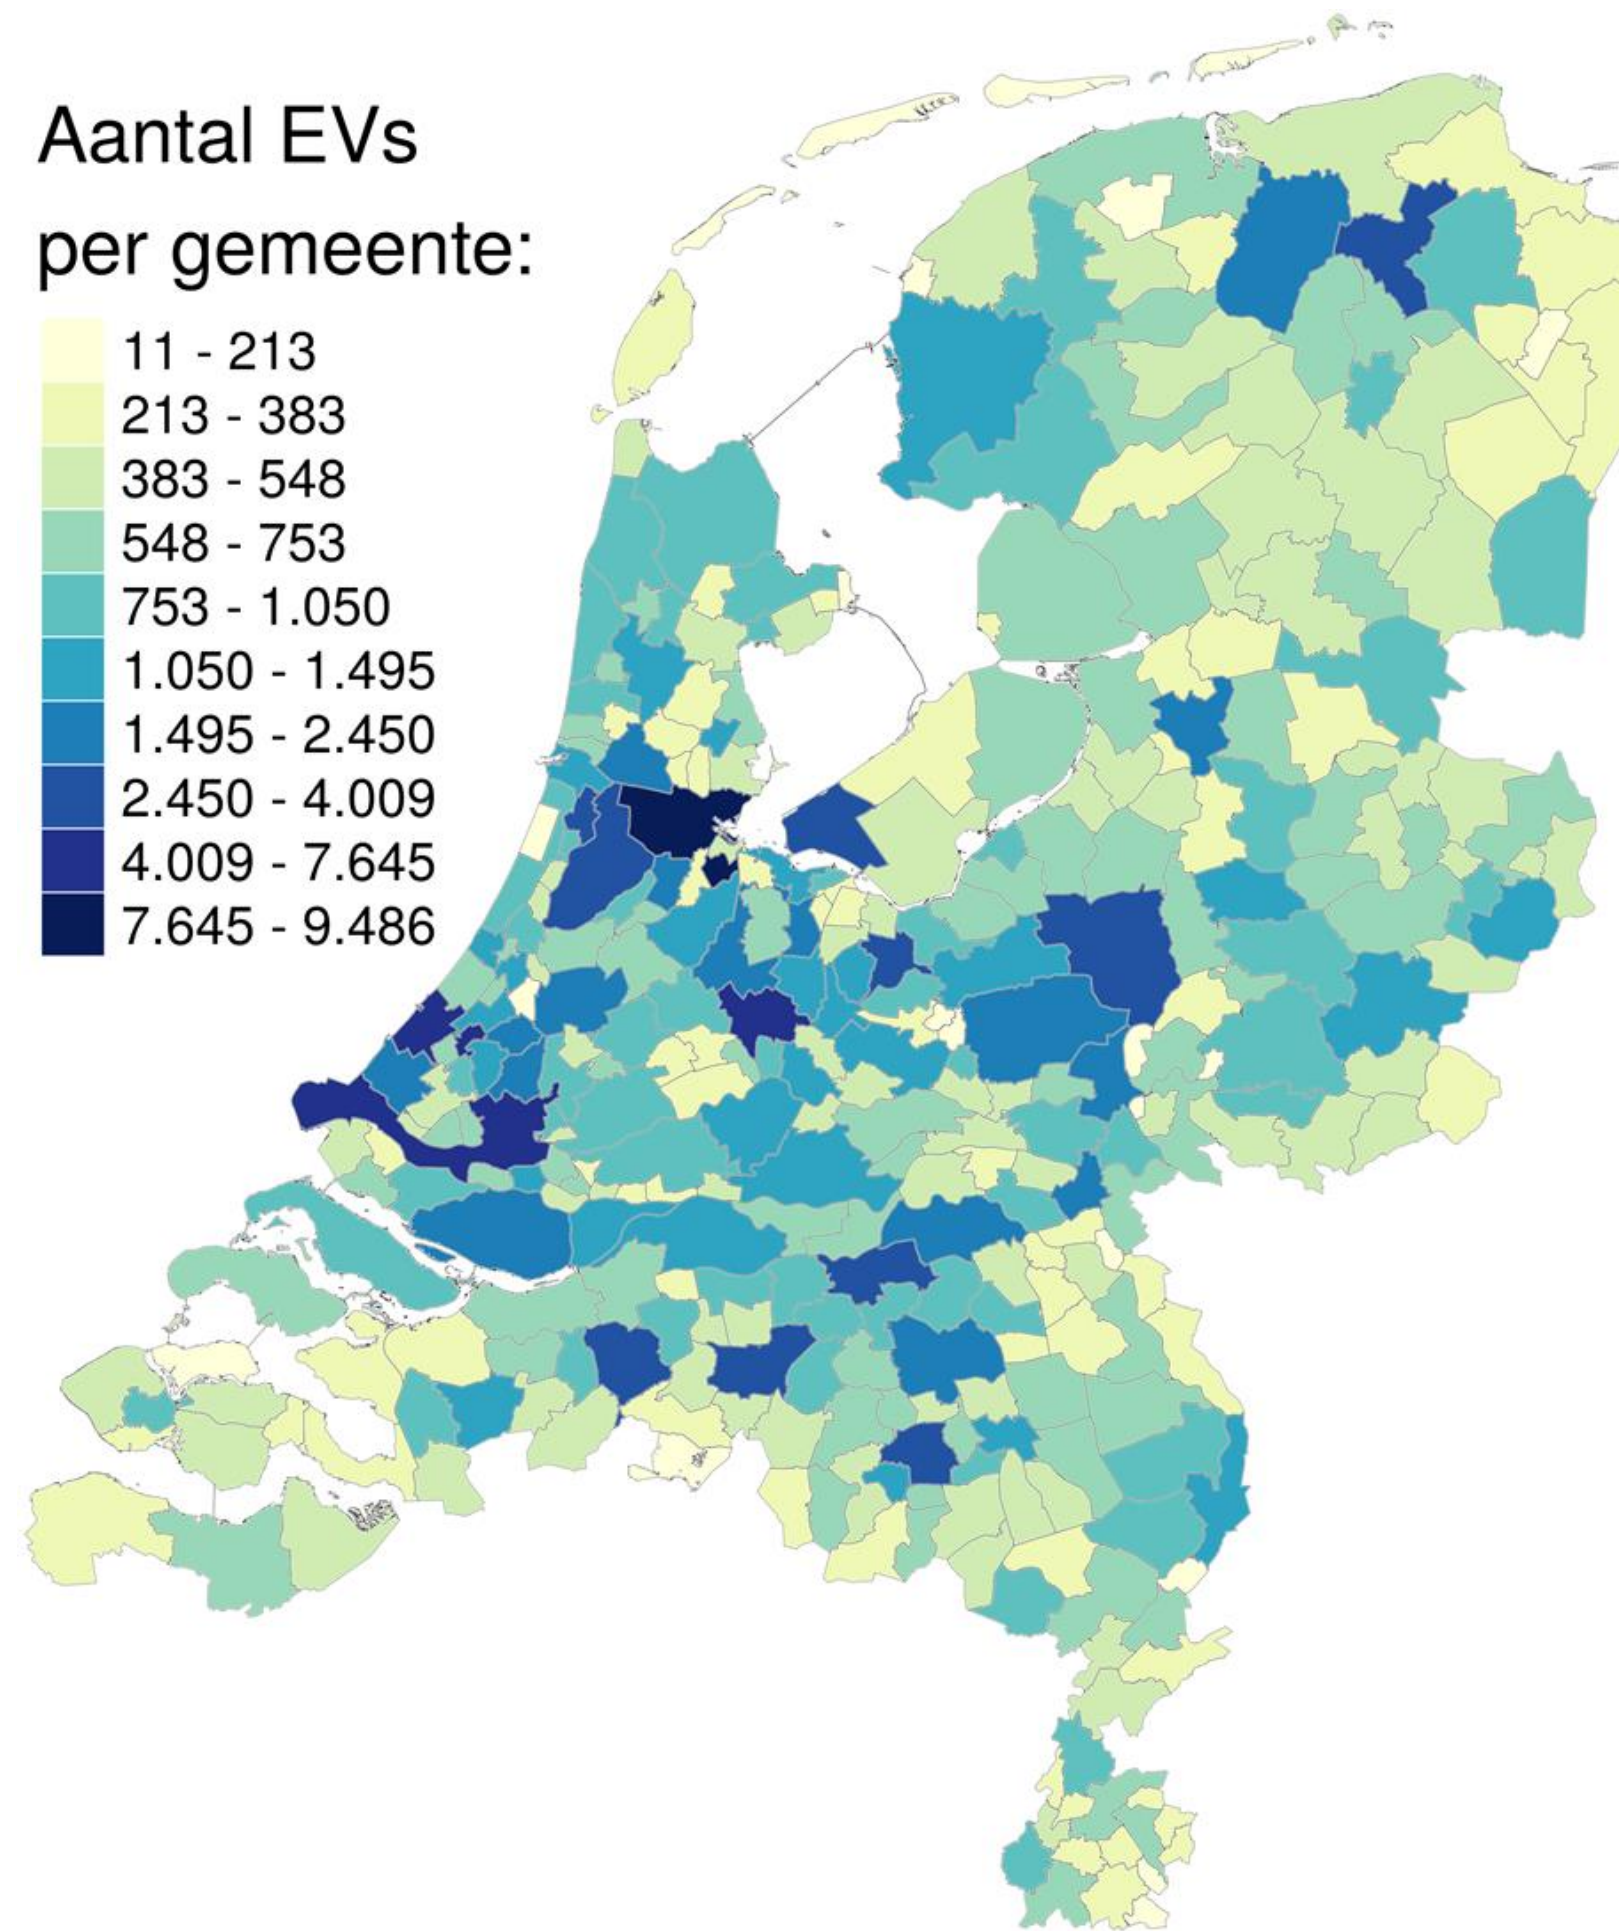 Aantal EVs
per gemeente:
11 - 213
213 - 383
383 - 548
548 - 753
753 - 1.050
1.050 - 1.495
1.495 - 2.450
2.450 - 4.009
4.009 - 7.645
7.645 - 9.486